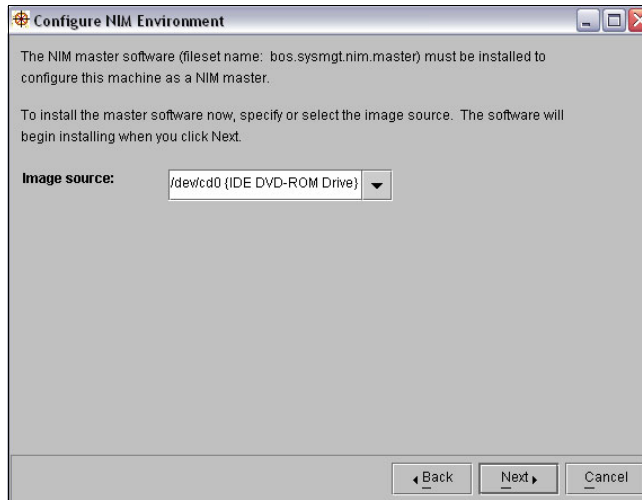 Configure NIM Environment
The NIM master software (fileset name: bos.sysmgt.nim.master) must be installed to
configure this machine as a NIM master.
To install the master software now, specify or select the image source. The software will
begin installing when you click Next.
Image source: /dev/cd0 {IDE DVD-ROM Drive}
Back Next Cancel